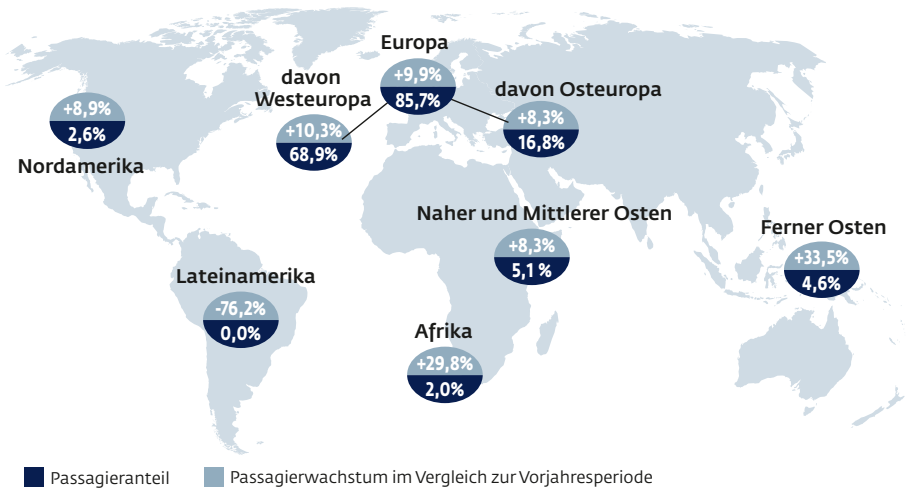 Europa
+9,9%
85,7%
davon
Westeuropa
+10,3%
68,9%
davon Osteuropa
+8,3%
16,8%
+8,9%
2,6%
Nordamerika
Naher und Mittlerer Osten
+8,3%
5,1 %
Ferner Osten
+33,5%
4,6%
Lateinamerika
-76,2%
0,0%
Afrika
+29,8%
2,0%
Passagieranteil
Passagierwachstum im Vergleich zur Vorjahresperiode